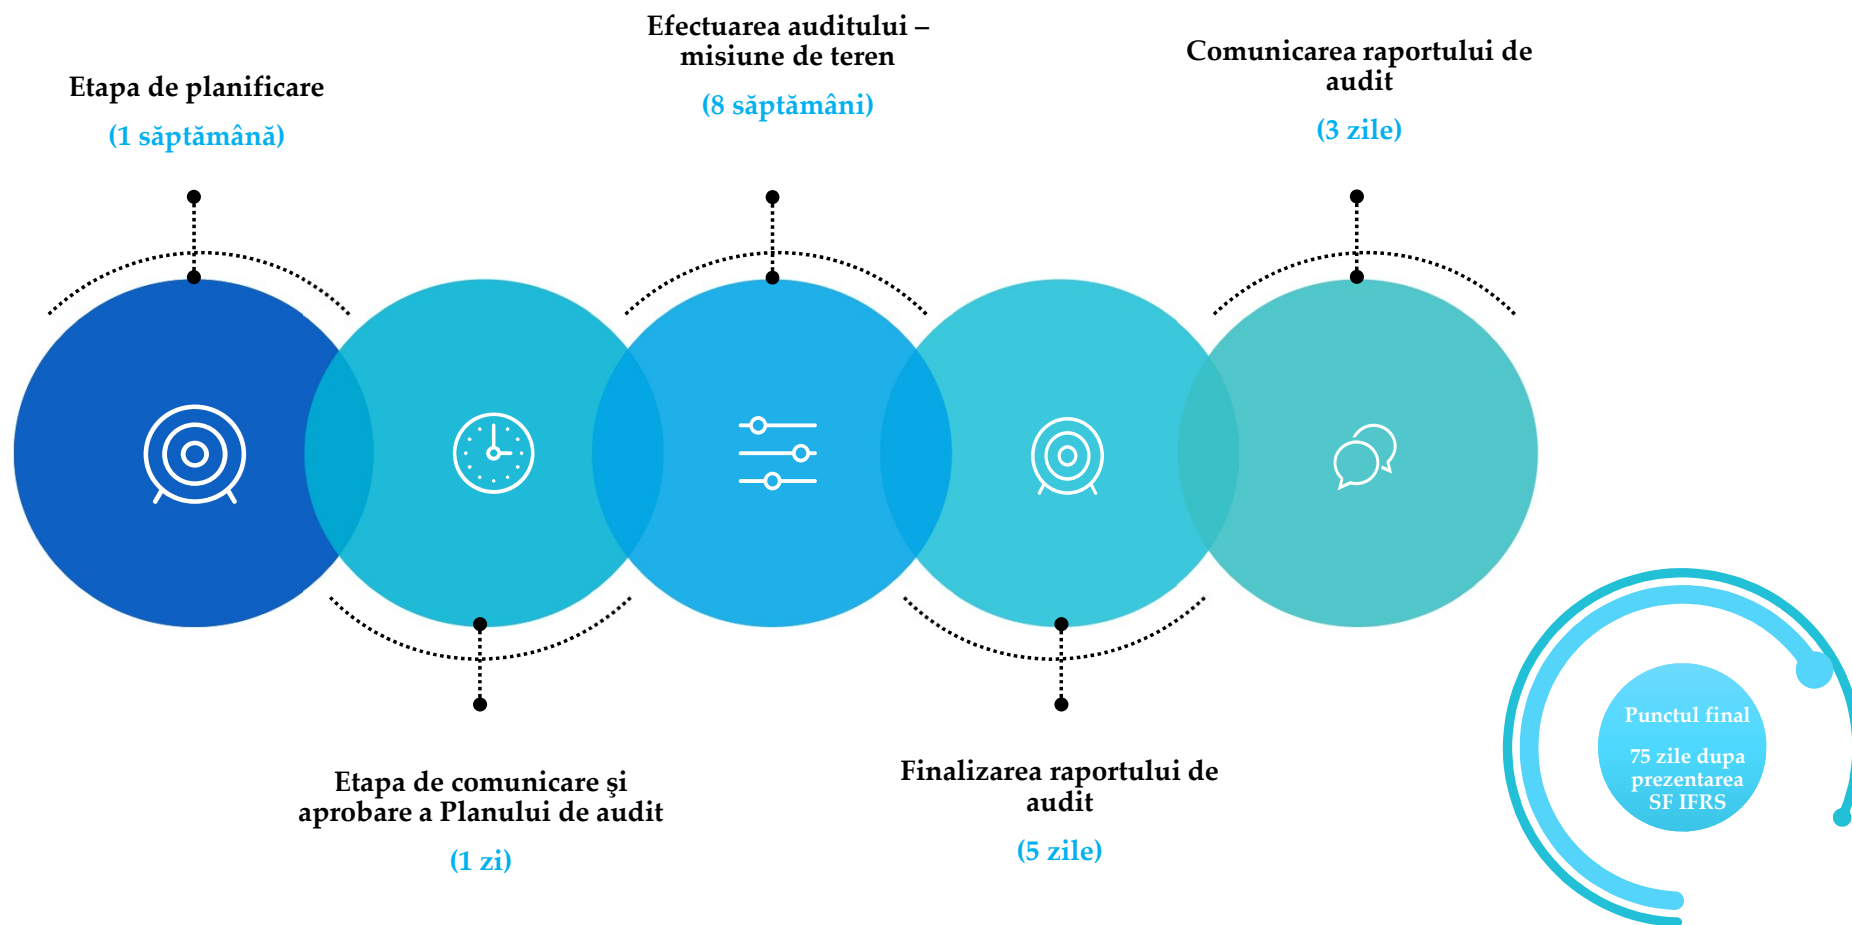 Etapa de planificare
(1 săptămână)
Etapa de comunicare şi
aprobare a Planului de audit
(1 zi)
Efectuarea auditului –
misiune de teren
(8 săptămâni)
Finalizarea raportului de
audit
(5 zile)
Comunicarea raportului de
audit
(3 zile)
Punctul final
75 zile dupa
prezentarea
SF IFRS